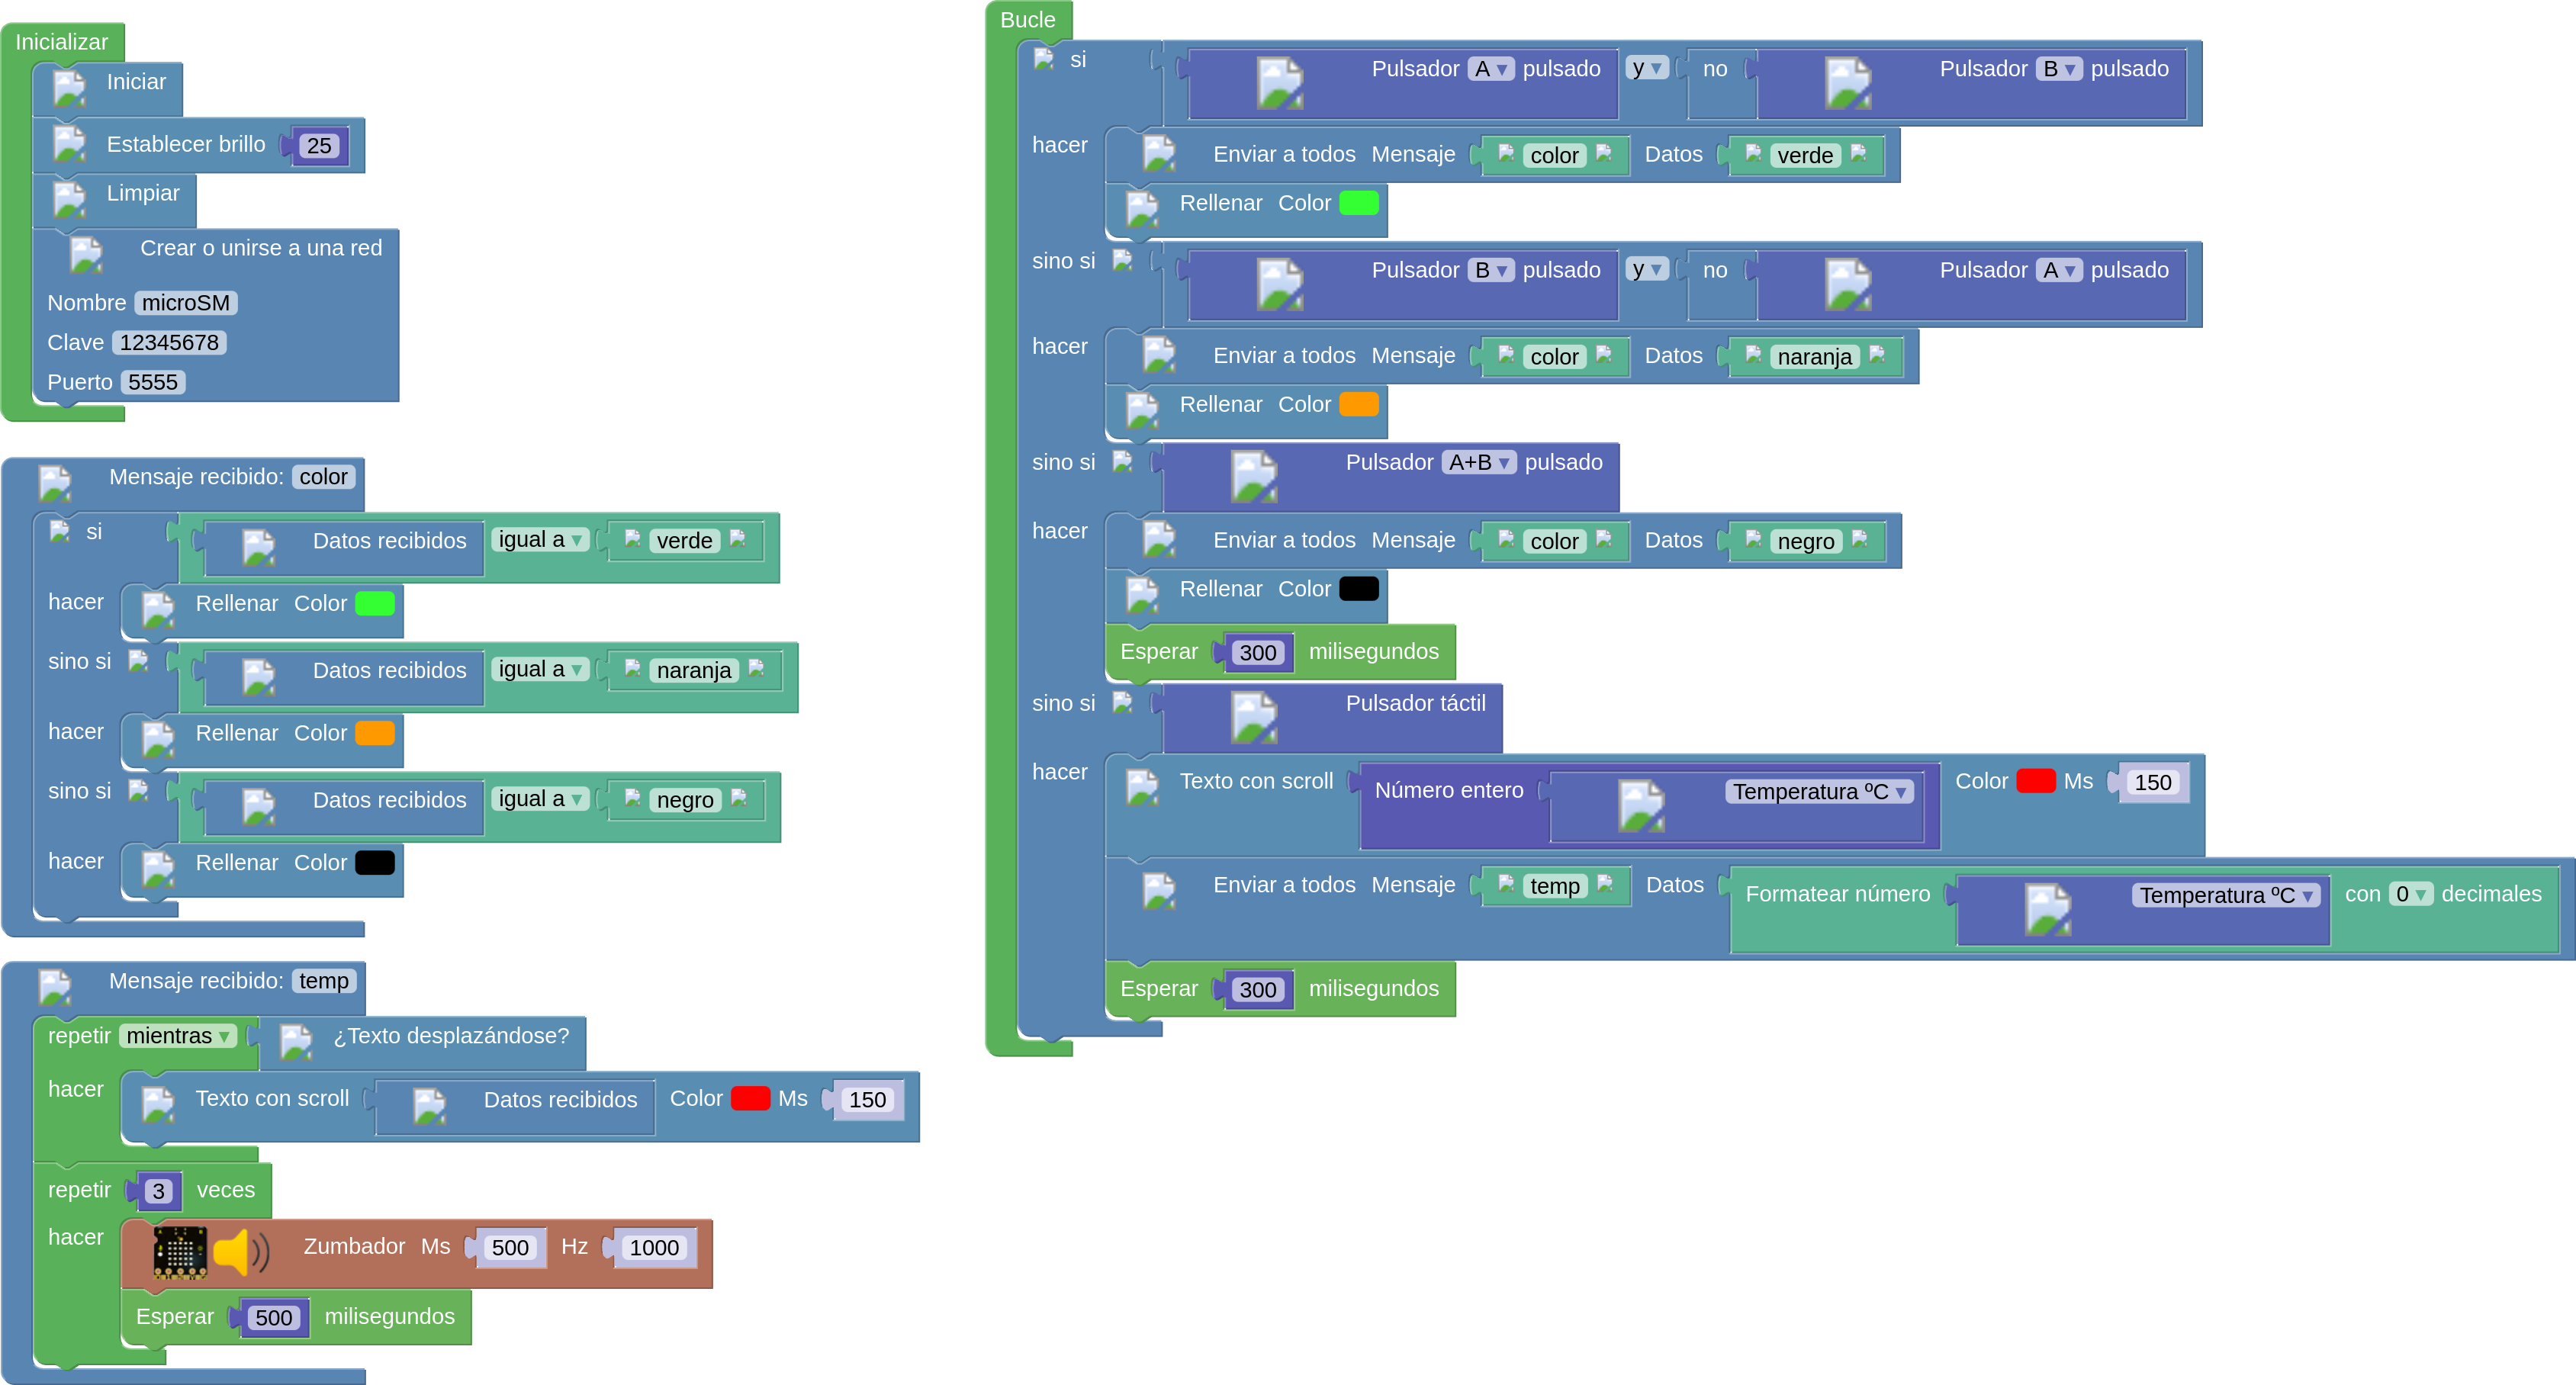 Inicializar
Iniciar
Establecer brillo 25
Limpiar
Crear o unirse a una red
Nombre microSM
Clave 12345678
Puerto 5555
Mensaje recibido: color
si Datos recibidos igual a ▾ verde
hacer Rellenar Color
sino si Datos recibidos igual a ▾ naranja
hacer Rellenar Color
sino si Datos recibidos igual a ▾ negro
hacer Rellenar Color
Mensaje recibido: temp
repetir mientras ▾ ¿Texto desplazándose?
hacer Texto con scroll Datos recibidos Color Ms 150
repetir 3 veces
hacer Zumbador Ms 500 Hz 1000
Esperar 500 milisegundos
Bucle
si Pulsador A ▾ pulsado y ▾ no Pulsador B ▾ pulsado
hacer Enviar a todos Mensaje color Datos verde
Rellenar Color
sino si Pulsador B ▾ pulsado y ▾ no Pulsador A ▾ pulsado
hacer Enviar a todos Mensaje color Datos naranja
Rellenar Color
sino si Pulsador A+B ▾ pulsado
hacer Enviar a todos Mensaje color Datos negro
Rellenar Color
Esperar 300 milisegundos
sino si Pulsador táctil
hacer Texto con scroll Número entero Temperatura ºC ▾ Color Ms 150
Enviar a todos Mensaje temp Datos Formatear número Temperatura ºC ▾ con 0 ▾ decimales
Esperar 300 milisegundos